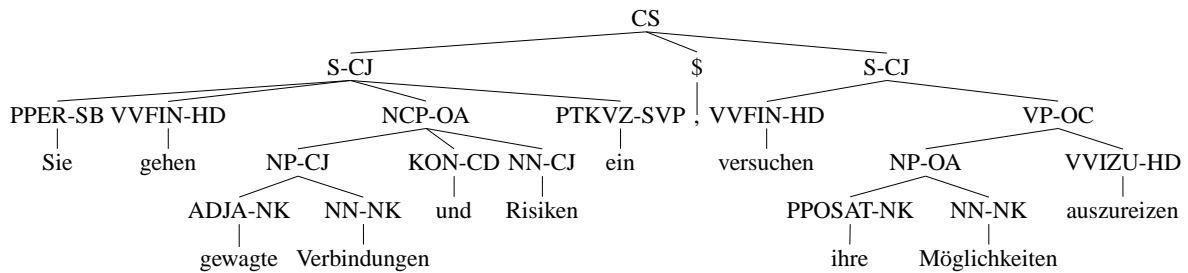 CS
S-CJ $ S-CJ
PPER-SB VVFIN-HD NCP-OA PTKVZ-SVP , VVFIN-HD VP-OC
Sie gehen NP-CJ KON-CD NN-CJ ein versuchen NP-OA VVIZU-HD
ADJA-NK NN-NK und Risiken PPOSAT-NK NN-NK auszureizen
gewagte Verbindungen ihre Möglichkeiten